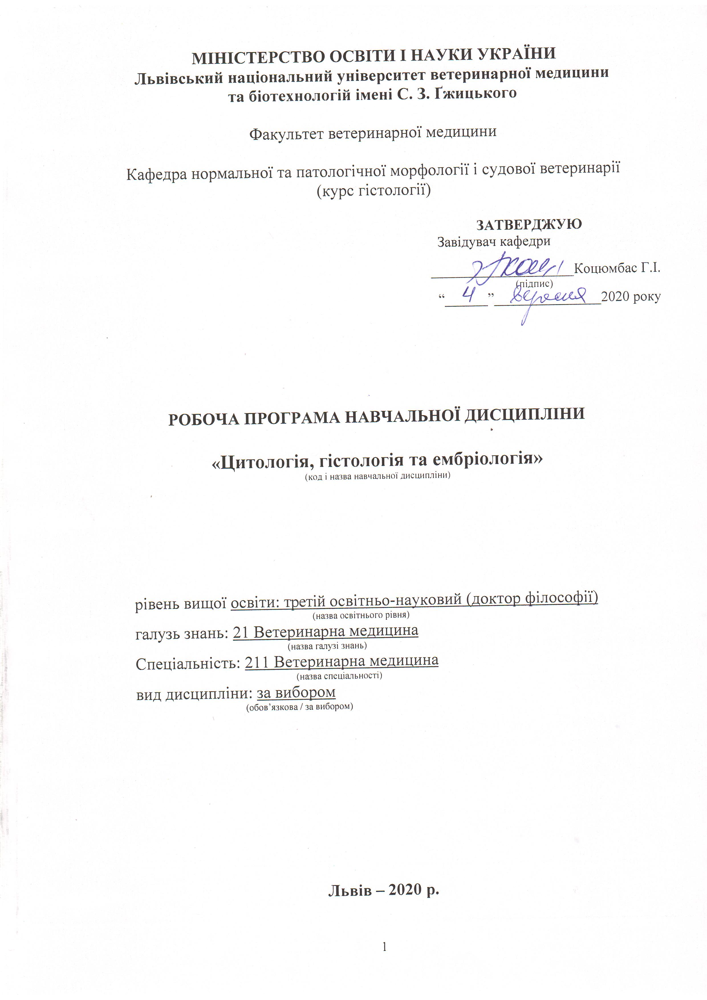 МІНІСТЕРСТВО ОСВІТИ І НАУКИ УКРАЇНИ
Львівський національний університет ветеринарної медицини
та біотехнологій імені С. З. Ґжицького
Факультет ветеринарної медицини
Кафедра нормальної та патологічної морфології і судової ветеринарії
(курс гістології)
ЗАТВЕРДЖУЮ
Завідувач кафедри
Коцюмбас Г.І.
(підпис)
“ 4 ” вересня 2020 року
РОБОЧА ПРОГРАМА НАВЧАЛЬНОЇ ДИСЦИПЛІНИ
«Цитологія, гістологія та ембріологія»
(код і назва навчальної дисципліни)
рівень вищої освіти: третій освітньо-науковий (доктор філософії)
(назва освітнього рівня)
галузь знань: 21 Ветеринарна медицина
(назва галузі знань)
Спеціальність: 211 Ветеринарна медицина
(назва спеціальності)
вид дисципліни: за вибором
(обов’язкова / за вибором)
Львів – 2020 р.
1